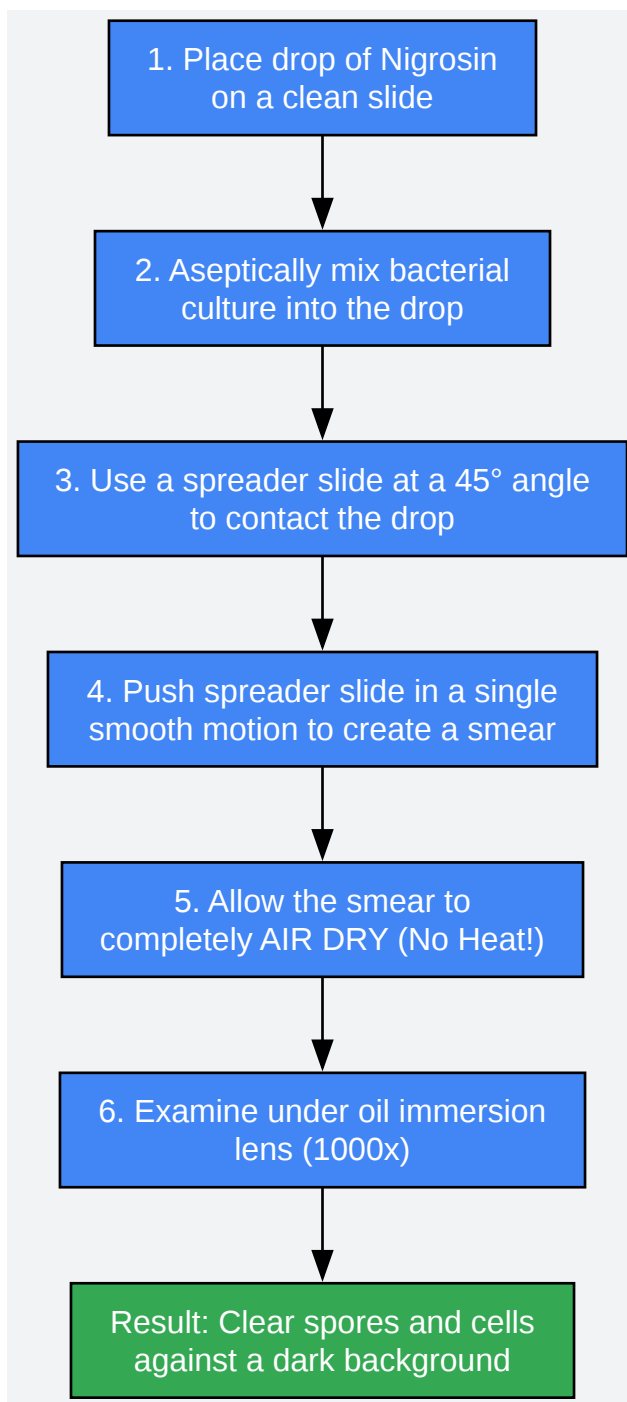 1. Place drop of Nigrosin
on a clean slide
2. Aseptically mix bacterial
culture into the drop
3. Use a spreader slide at a 45° angle
to contact the drop
4. Push spreader slide in a single
smooth motion to create a smear
5. Allow the smear to
completely AIR DRY (No Heat!)
6. Examine under oil immersion
lens (1000x)
Result: Clear spores and cells
against a dark background